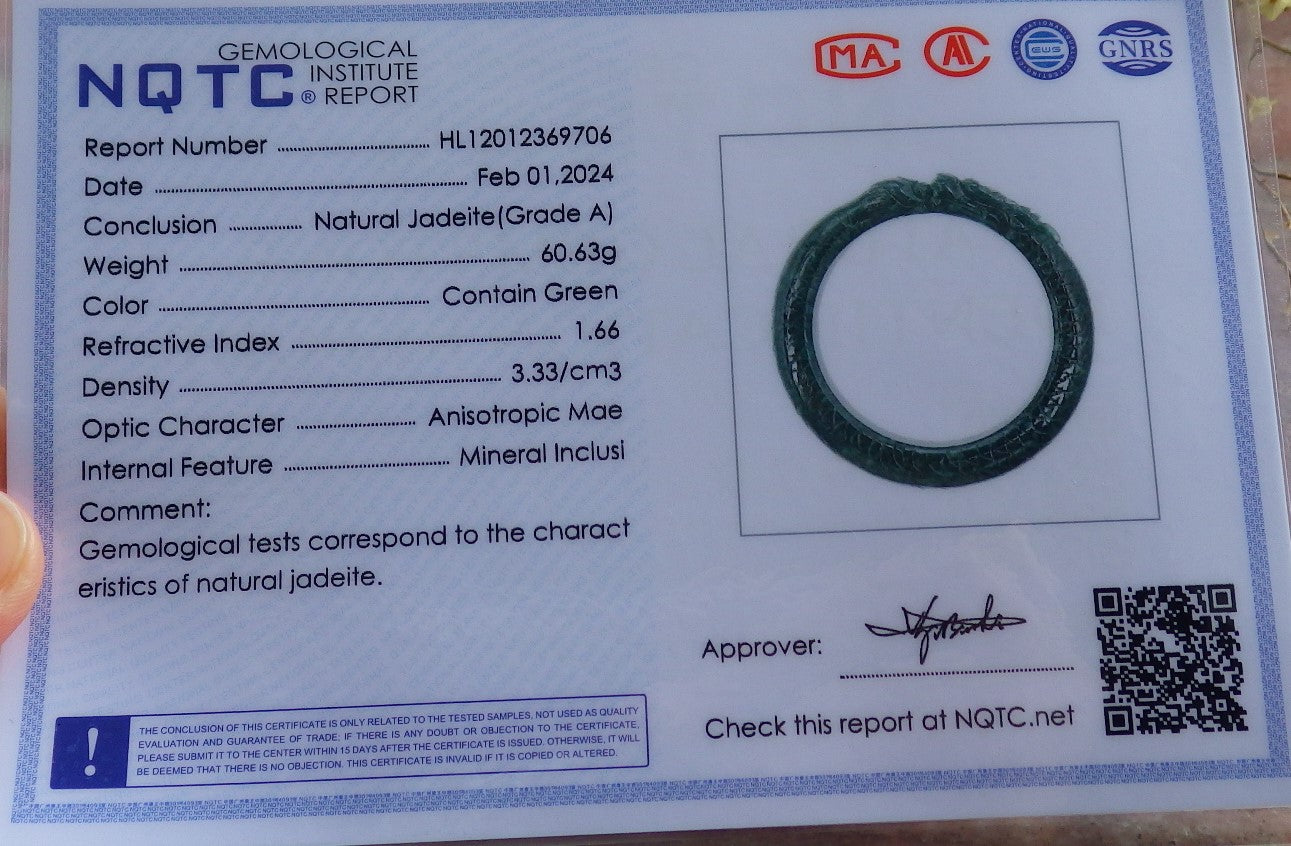 GEMOLOGICAL
NQTC® INSTITUTE
REPORT
MA
AL
INTERNATIONAL QUALITY TESTING CENTER
GNRS
Report Number ........ HL12012369706
Date ........ Feb 01,2024
Conclusion ........ Natural Jadeite(Grade A)
Weight ........ 60.63g
Color ........ Contain Green
Refractive Index ........ 1.66
Density ........ 3.33/cm3
Optic Character ........ Anisotropic Mae
Internal Feature ........ Mineral Inclusi
Comment:
Gemological tests correspond to the charact
eristics of natural jadeite.
Approver:
Check this report at NQTC.net
!
THE CONCLUSION OF THIS CERTIFICATE IS ONLY RELATED TO THE TESTED SAMPLES, NOT USED AS QUALITY
EVALUATION AND GUARANTEE OF TRADE; IF THERE IS ANY DOUBT OR OBJECTION TO THE CERTIFICATE,
PLEASE SUBMIT IT TO THE CENTER WITHIN 15 DAYS AFTER THE CERTIFICATE IS ISSUED. OTHERWISE, IT WILL
BE DEEMED THAT THERE IS NO OBJECTION. THIS CERTIFICATE IS INVALID IF IT IS COPIED OR ALTERED.